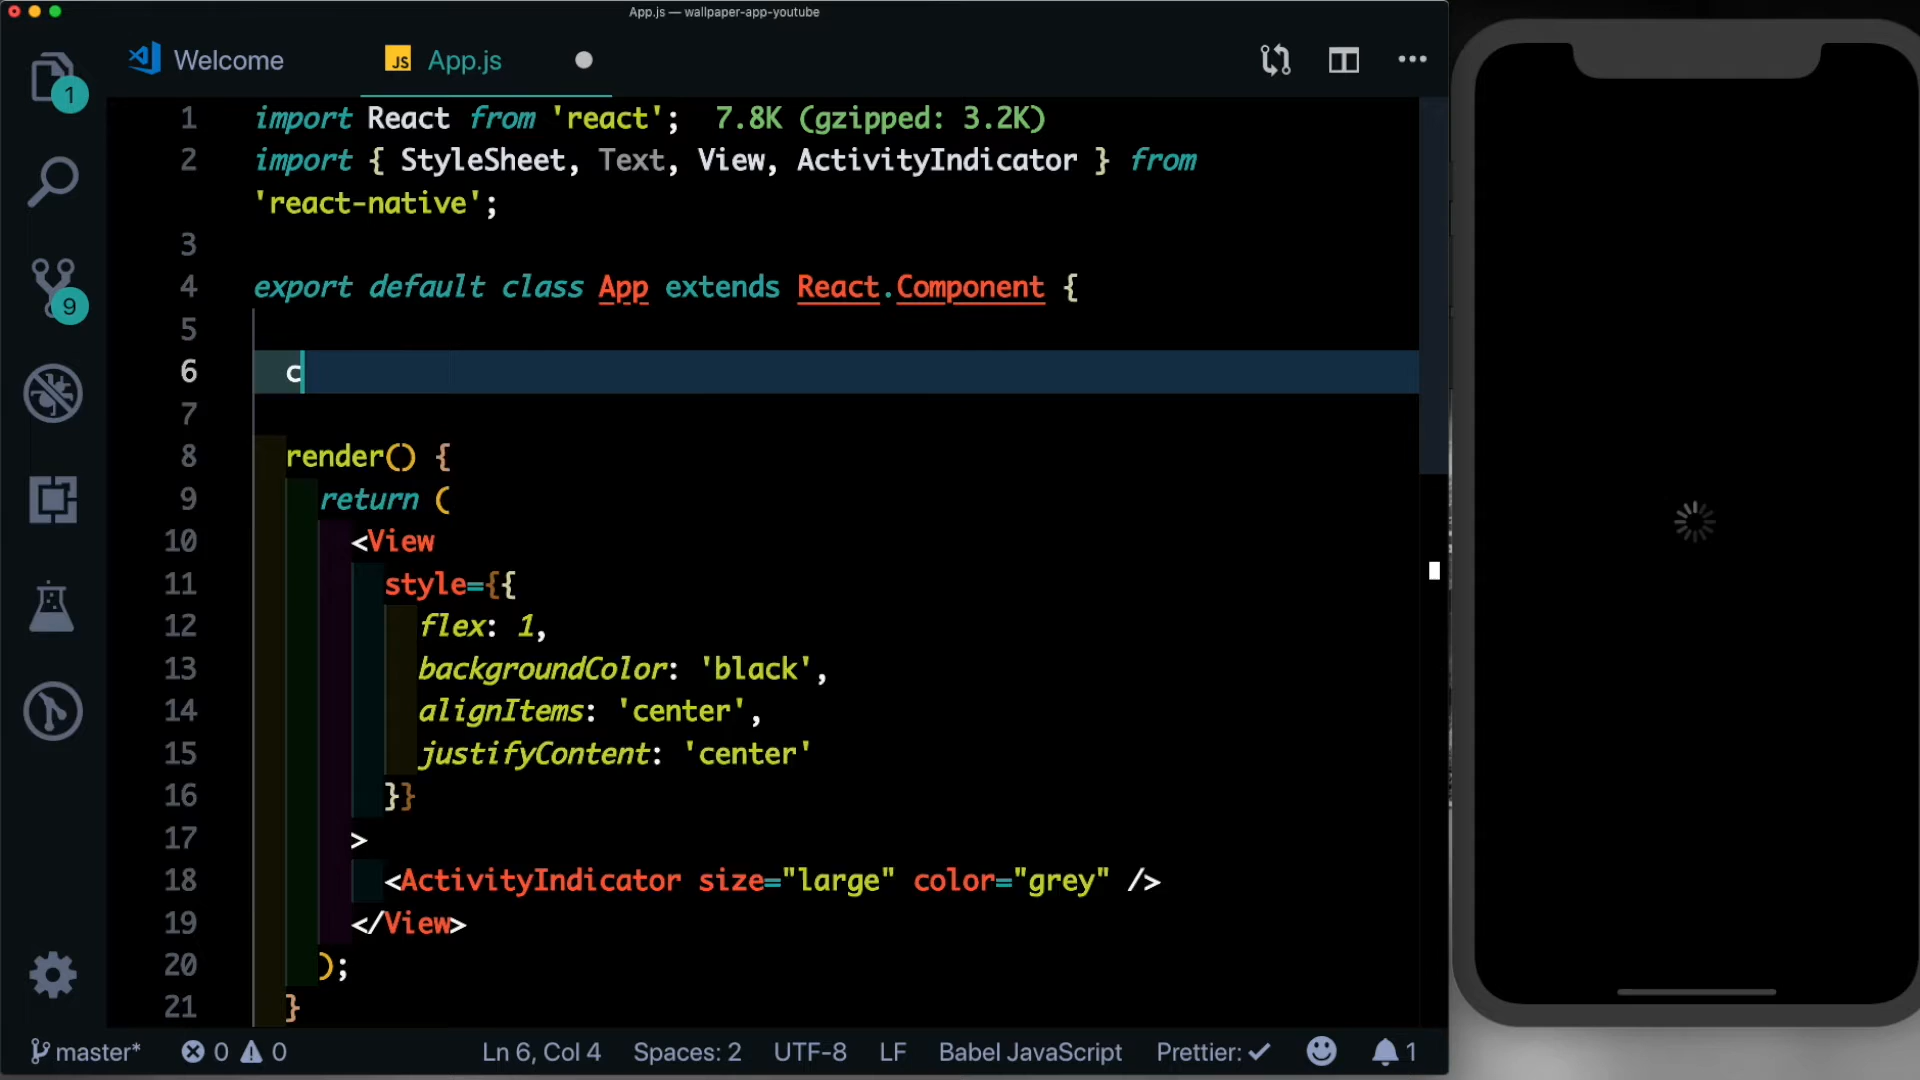 App.js — wallpaper-app-youtube
Welcome
JS App.js
1
9
1 import React from 'react'; 7.8K (gzipped: 3.2K)
2 import { StyleSheet, Text, View, ActivityIndicator } from
'react-native';
3
4 export default class App extends React.Component {
5
6 c
7
8 render() {
9 return (
10 <View
11 style={{
12 flex: 1,
13 backgroundColor: 'black',
14 alignItems: 'center',
15 justifyContent: 'center'
16 }}
17 >
18 <ActivityIndicator size="large" color="grey" />
19 </View>
20 );
21 }
master* 0 0 Ln 6, Col 4 Spaces: 2 UTF-8 LF Babel JavaScript Prettier: ✓ 1